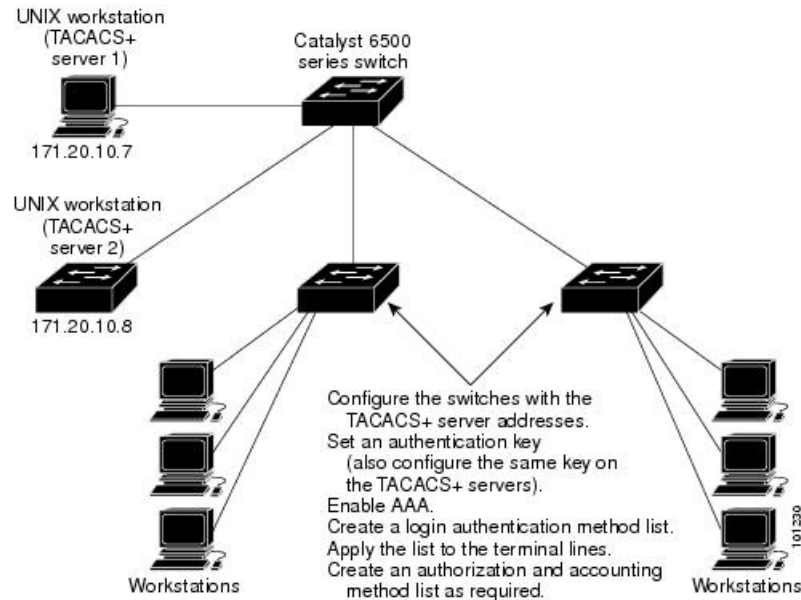 UNIX workstation
(TACACS+
server 1)
171.20.10.7
Catalyst 6500
series switch
UNIX workstation
(TACACS+
server 2)
171.20.10.8
Workstations
Configure the switches with the
TACACS+ server addresses.
Set an authentication key
(also configure the same key on
the TACACS+ servers).
Enable AAA.
Create a login authentication method list.
Apply the list to the terminal lines.
Create an authorization and accounting
method list as required.
Workstations
101230